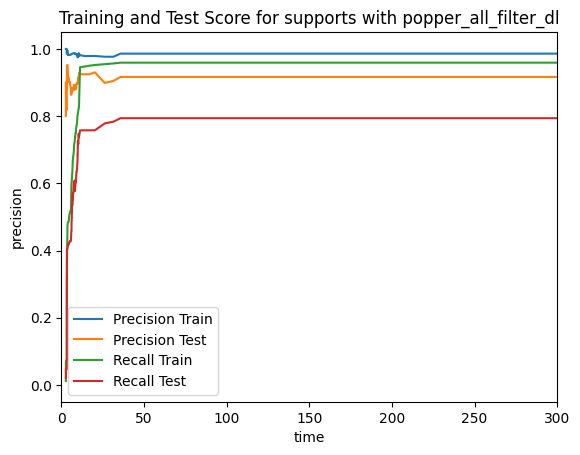 Training and Test Score for supports with popper_all_filter_dl
1.0
0.8
0.6
0.4
0.2
0.0
precision
Precision Train
Precision Test
Recall Train
Recall Test
0
50
100
150
200
250
300
time